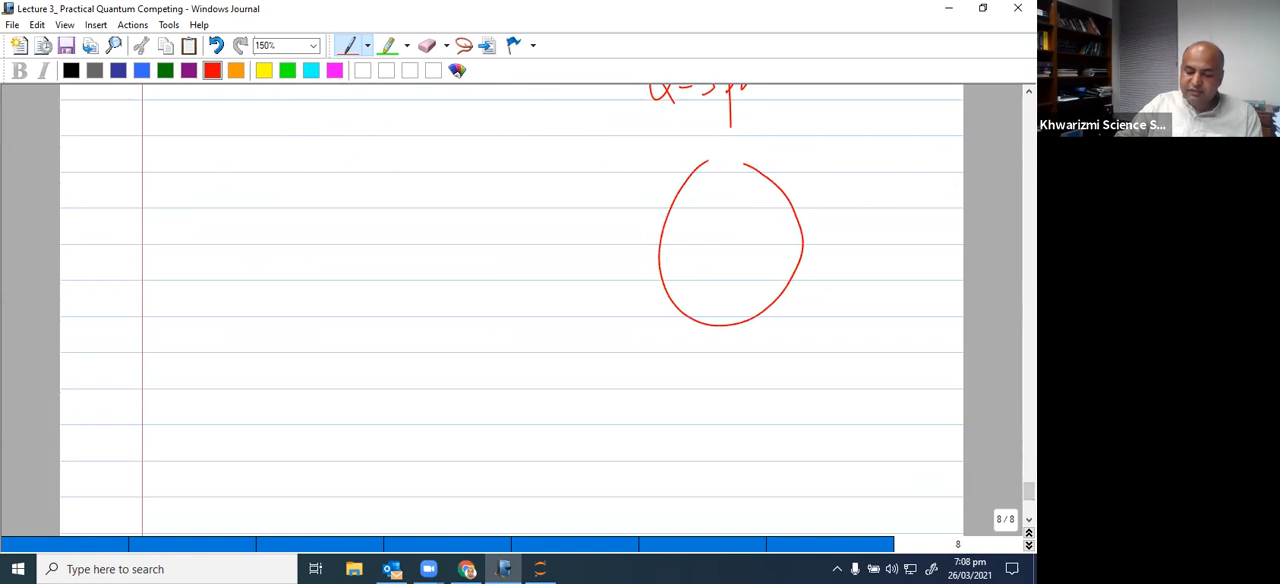 Lecture 3_ Practical Quantum Competing - Windows Journal
File Edit View Insert Actions Tools Help
150%
B I
Khwarizmi Science S...
8 / 8
8
Type here to search
7:08 pm
26/03/2021